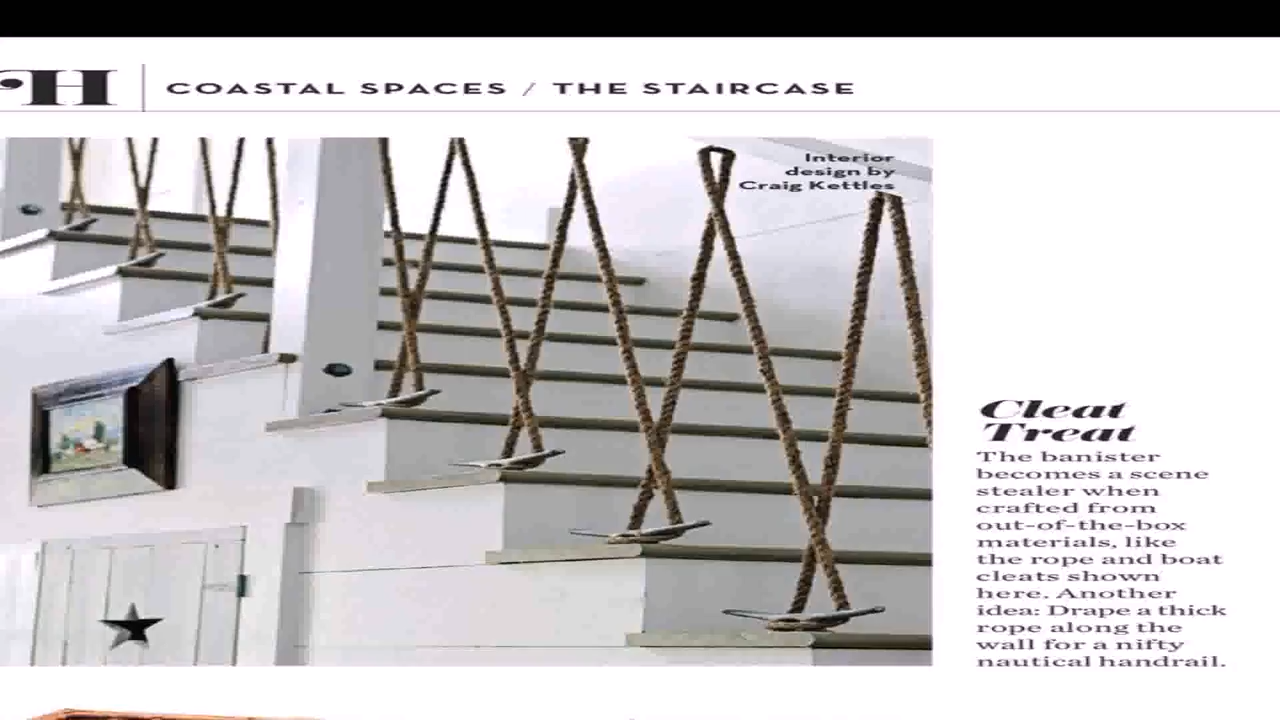 H
COASTAL SPACES / THE STAIRCASE
Interior
design by
Craig Kettles
Cleat
Treat
The banister
becomes a scene
stealer when
crafted from
out-of-the-box
materials, like
the rope and boat
cleats shown
here. Another
idea: Drape a thick
rope along the
wall for a nifty
nautical handrail.